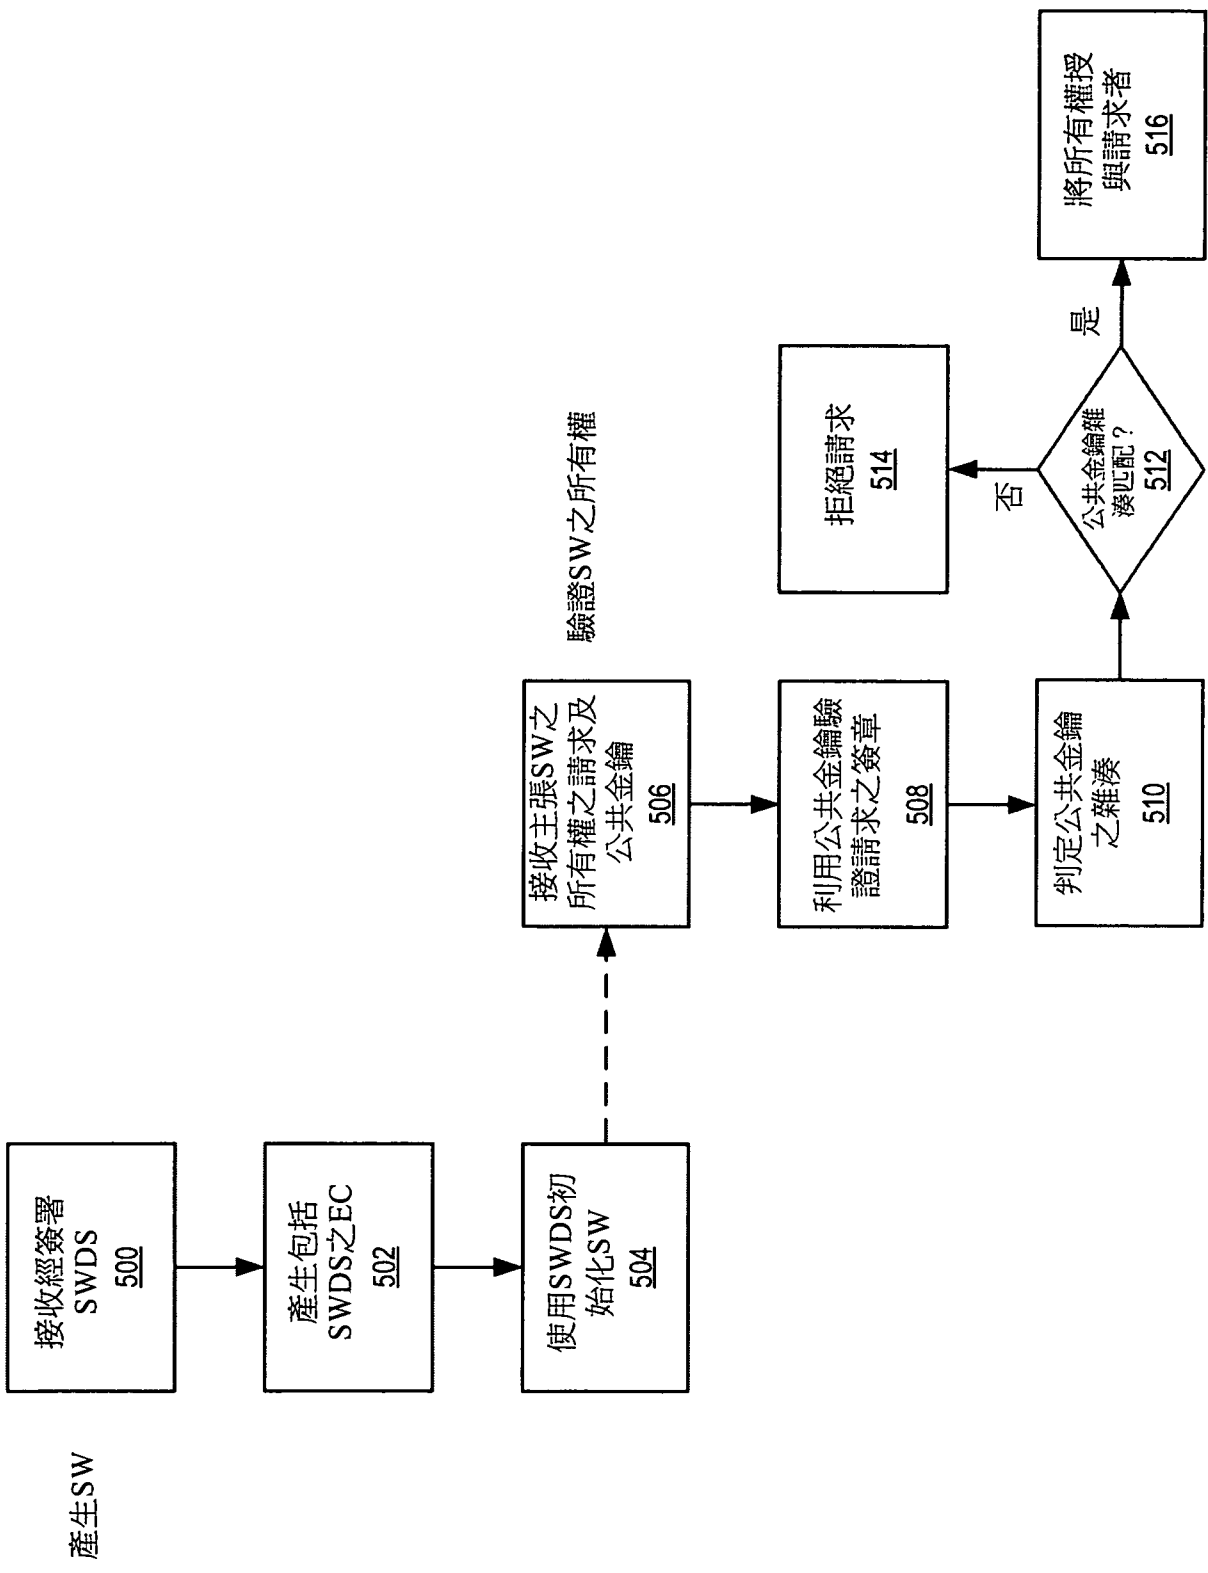 產生SW
接收經簽署
SWDS
500
產生包括
SWDS之EC
502
使用SWDS初
始化SW
504
驗證SW之所有權
接收主張SW之
所有權之請求及
公共金鑰
506
利用公共金鑰驗
證請求之簽章
508
判定公共金鑰
之雜湊
510
公共金鑰雜
湊匹配？
512
否
拒絕請求
514
是
將所有權授
與請求者
516